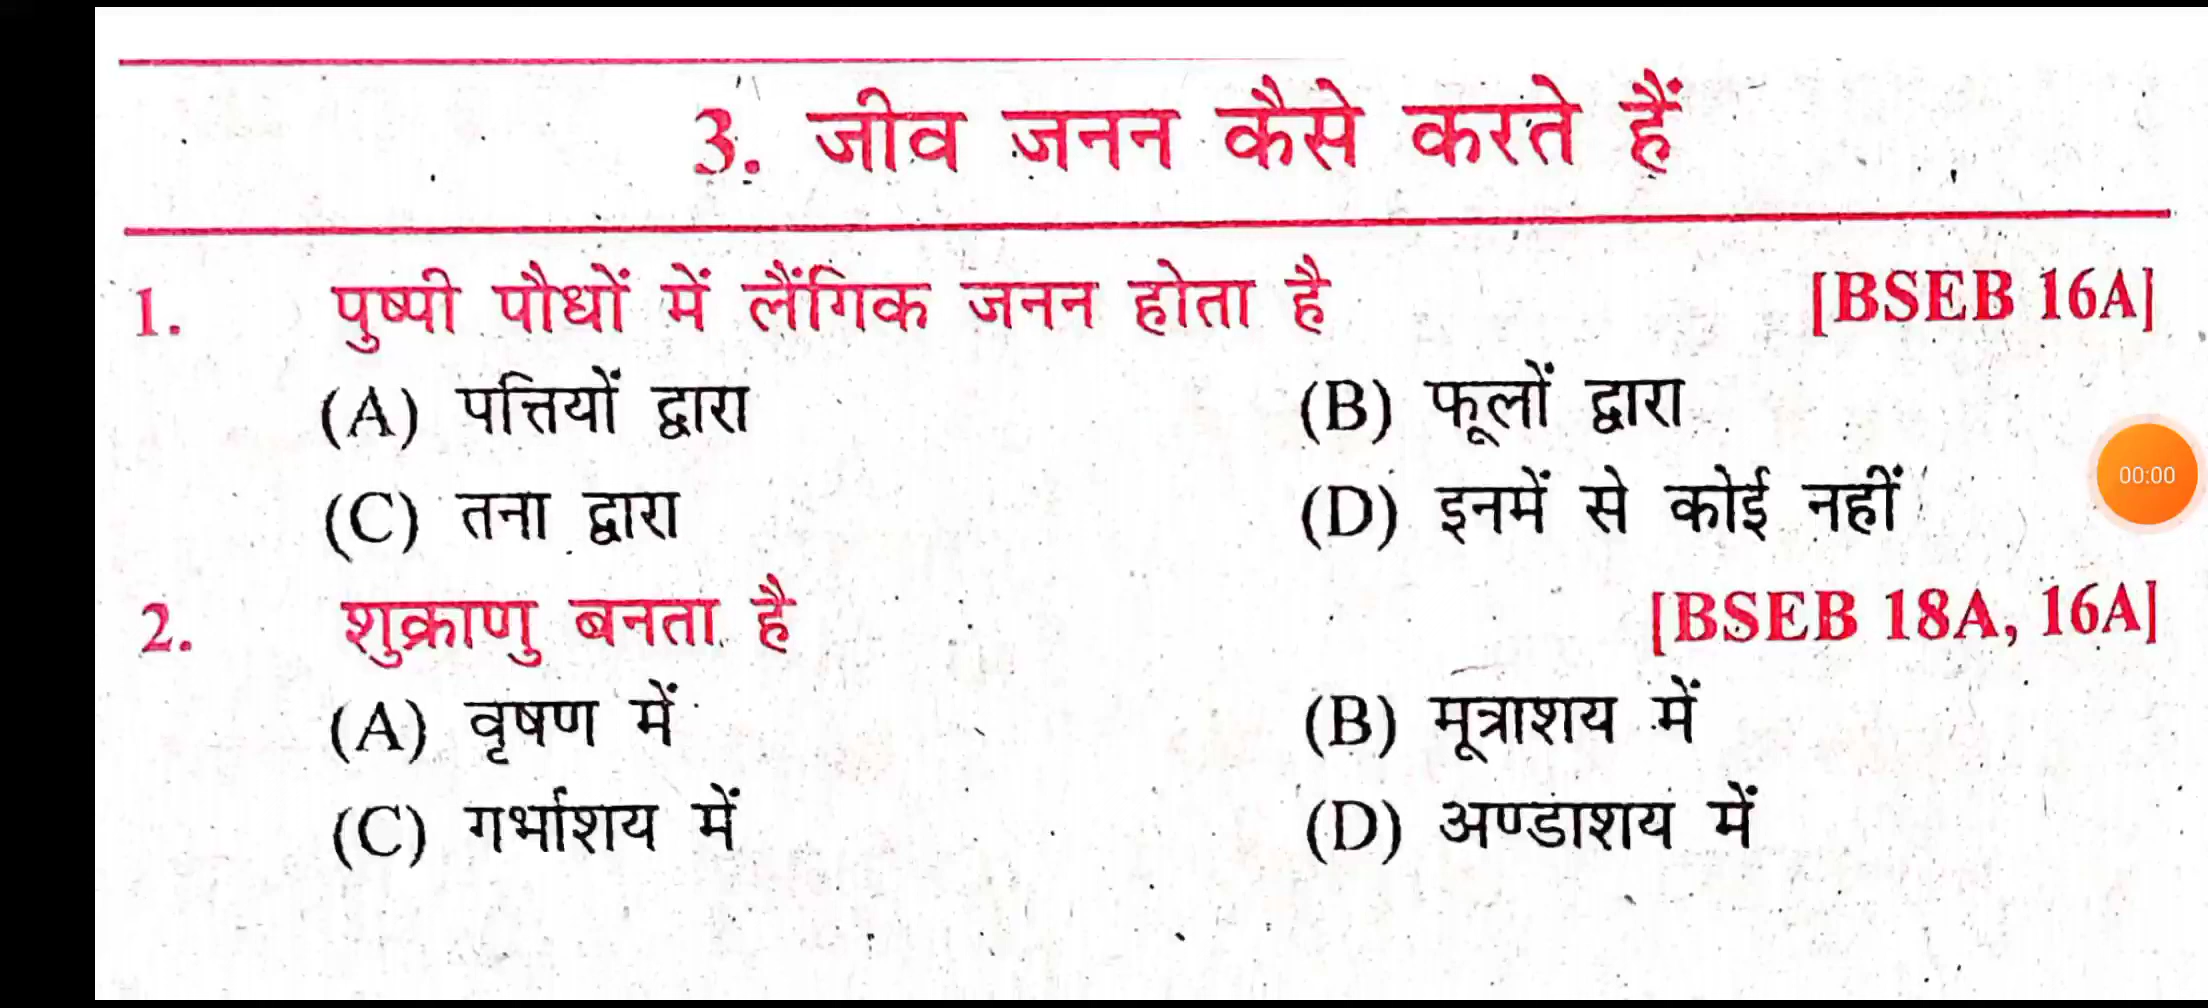 3. जीव जनन कैसे करते हैं
1. पुष्पी पौधों में लैंगिक जनन होता है [BSEB 16A]
(A) पत्तियों द्वारा (B) फूलों द्वारा
(C) तना द्वारा (D) इनमें से कोई नहीं
00:00
2. शुक्राणु बनता है [BSEB 18A, 16A]
(A) वृषण में (B) मूत्राशय में
(C) गर्भाशय में (D) अण्डाशय में